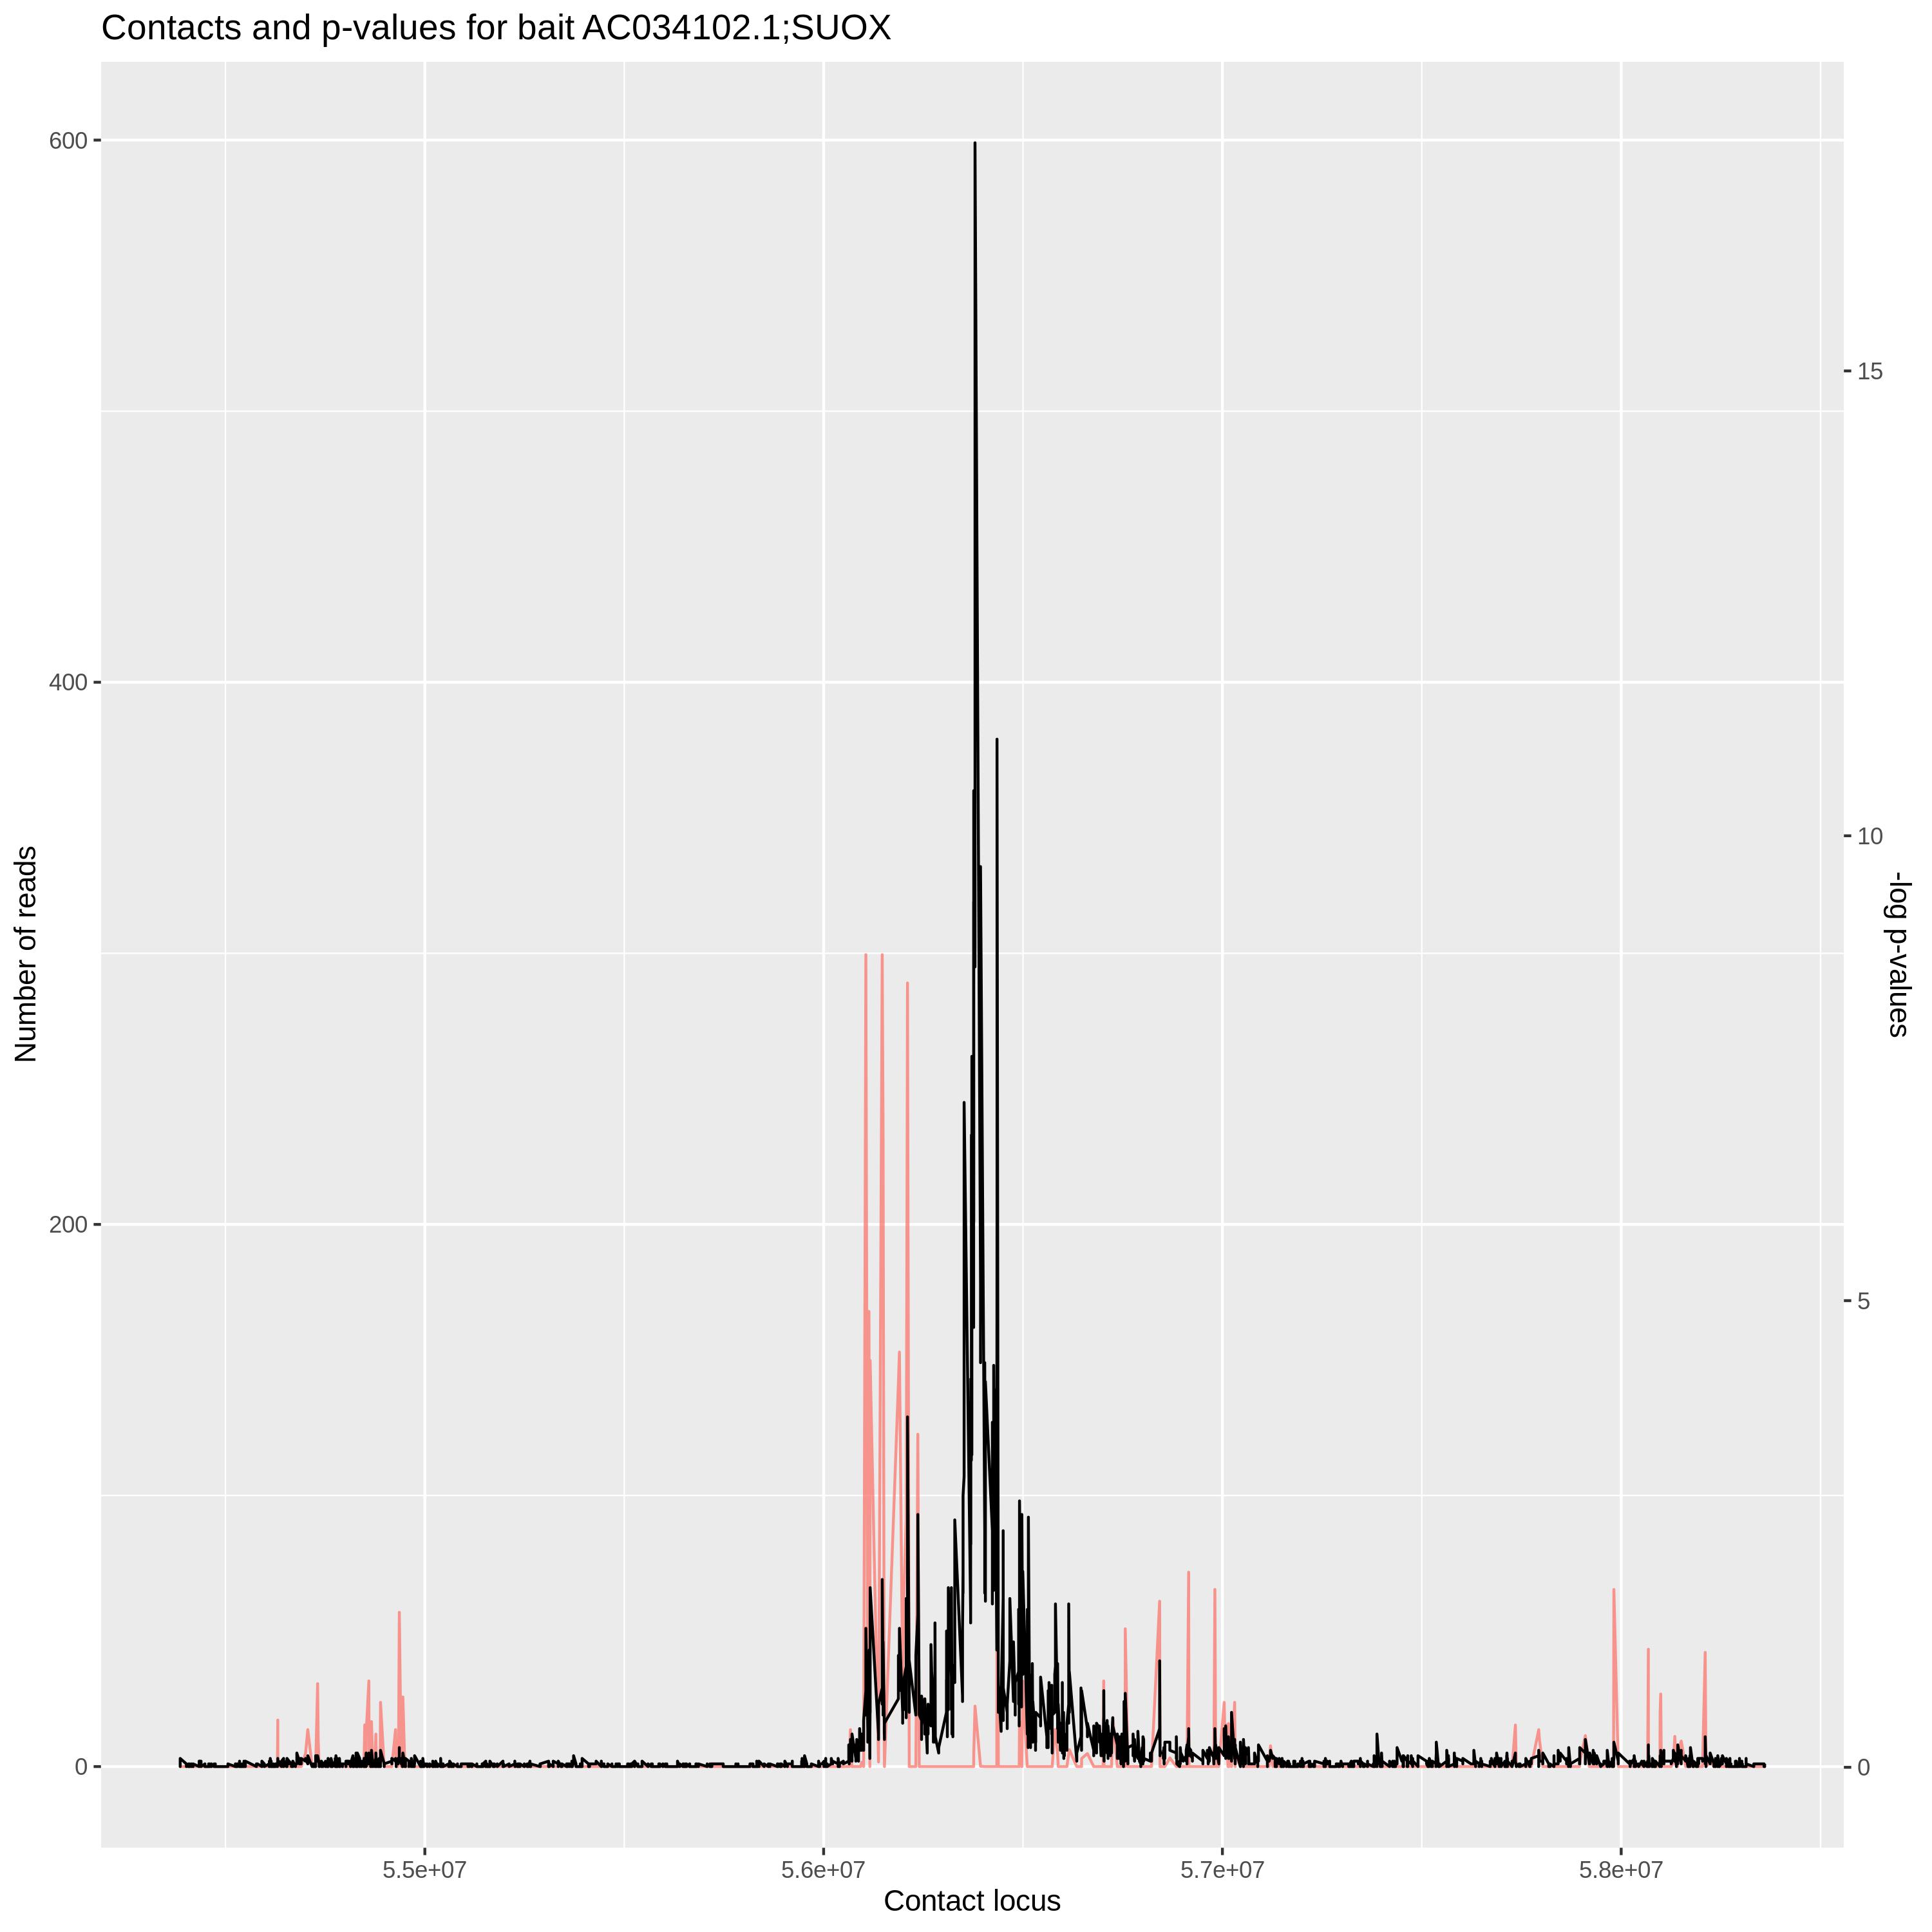 Contacts and p-values for bait AC034102.1;SUOX
600
400
200
0
Number of reads
15
10
5
0
-log p-values
5.5e+07
5.6e+07
5.7e+07
5.8e+07
Contact locus